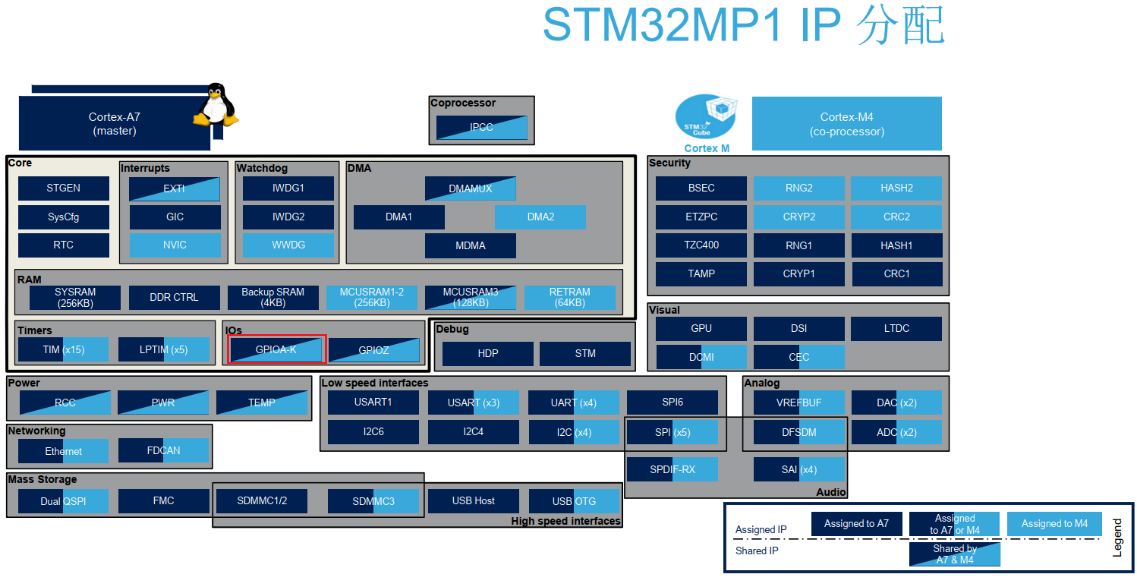 STM32MP1 IP 分配
Cortex-A7
(master)
Coprocessor
IPCC
STM32
Cube
Cortex M
Cortex-M4
(co-processor)
Core
STGEN
SysCfg
RTC
Interrupts
EXTI
GIC
NVIC
Watchdog
IWDG1
IWDG2
WWDG
DMA
DMAMUX
DMA1
DMA2
MDMA
RAM
SYSRAM
(256KB)
DDR CTRL
Backup SRAM
(4KB)
MCUSRAM1-2
(256KB)
MCUSRAM3
(128KB)
RETRAM
(64KB)
Timers
TIM (x15)
LPTIM (x5)
IOs
GPIOA-K
GPIOZ
Debug
HDP
STM
Security
BSEC
RNG2
HASH2
ETZPC
CRYP2
CRC2
TZC400
RNG1
HASH1
TAMP
CRYP1
CRC1
Visual
GPU
DSI
LTDC
DCMI
CEC
Power
RCC
PWR
TEMP
Low speed interfaces
USART1
USART (x3)
UART (x4)
SPI6
I2C6
I2C4
I2C (x4)
SPI (x5)
Analog
VREFBUF
DAC (x2)
DFSDM
ADC (x2)
Networking
Ethernet
FDCAN
SPDIF-RX
SAI (x4)
Audio
Mass Storage
Dual QSPI
FMC
SDMMC1/2
SDMMC3
USB Host
USB OTG
High speed interfaces
Assigned IP
Assigned to A7
Assigned
to A7 or M4
Assigned to M4
Shared IP
Shared by
A7 & M4
Legend